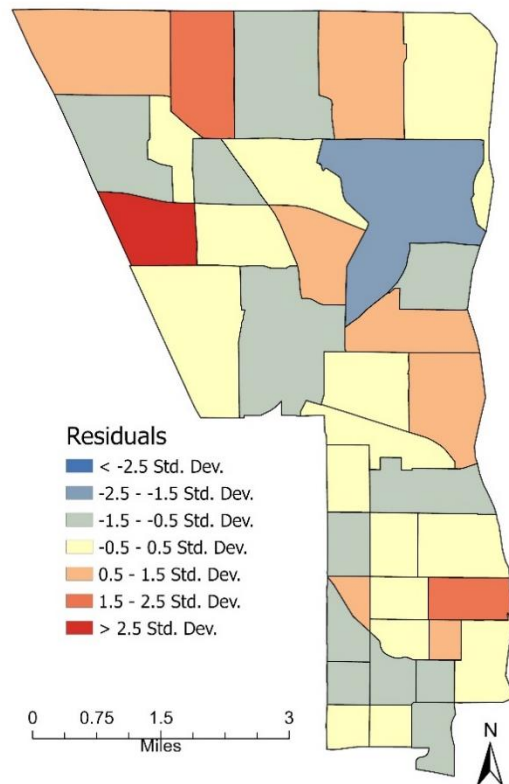 Residuals
< -2.5 Std. Dev.
-2.5 - -1.5 Std. Dev.
-1.5 - -0.5 Std. Dev.
-0.5 - 0.5 Std. Dev.
0.5 - 1.5 Std. Dev.
1.5 - 2.5 Std. Dev.
> 2.5 Std. Dev.
0 0.75 1.5 3
Miles
N